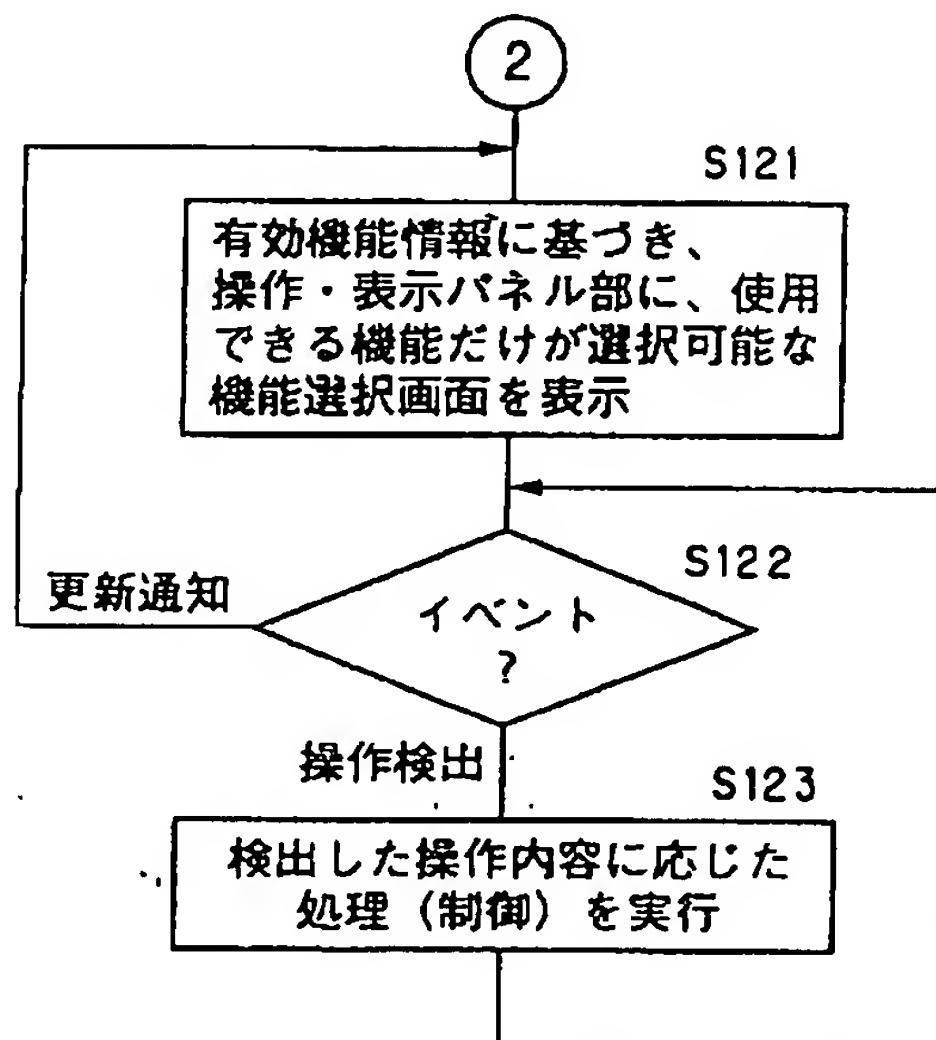 2
S121
有効機能情報に基づき、
操作・表示パネル部に、使用
できる機能だけが選択可能な
機能選択画面を表示
S122
更新通知
イベント
?
操作検出
S123
検出した操作内容に応じた
処理（制御）を実行